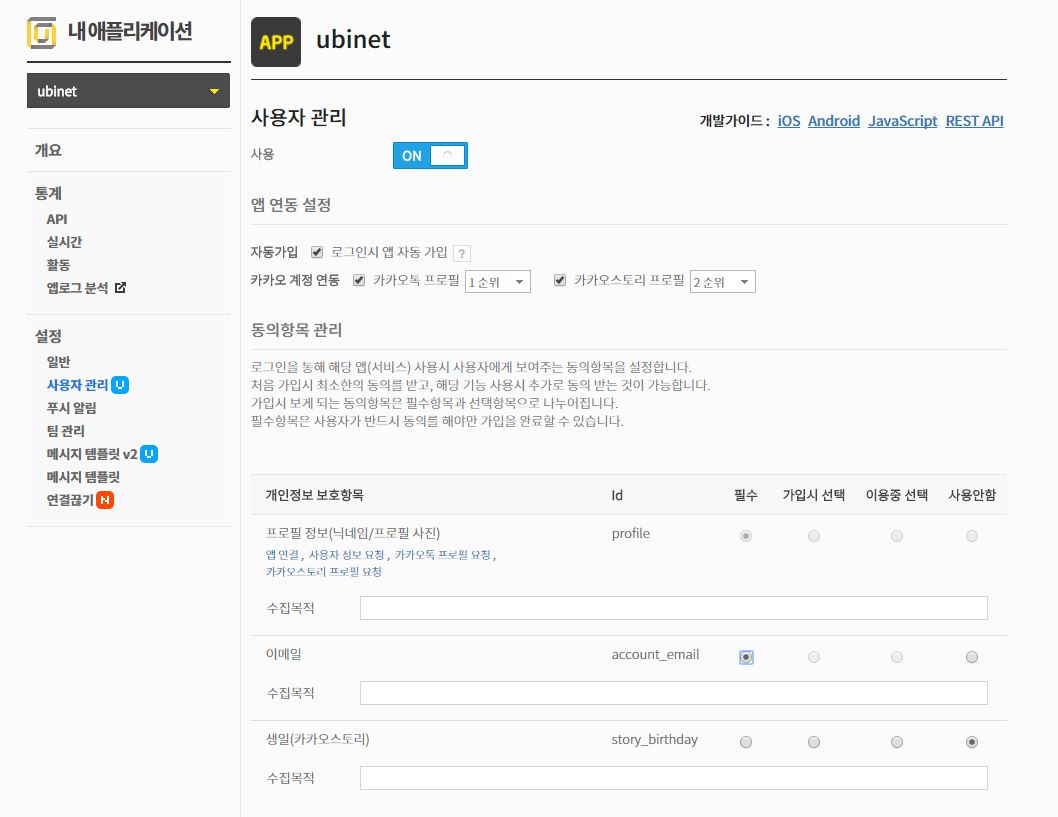 내 애플리케이션
ubinet
개요
통계
API
실시간
활동
앱로그 분석
설정
일반
사용자 관리 U
푸시 알림
팀 관리
메시지 템플릿 v2 U
메시지 템플릿
연결끊기 N
APP ubinet
사용자 관리
개발가이드 : iOS Android JavaScript REST API
사용 ON
앱 연동 설정
자동가입 로그인시 앱 자동 가입 ?
카카오 계정 연동 카카오톡 프로필 1 순위 카카오스토리 프로필 2 순위
동의항목 관리
로그인을 통해 해당 앱(서비스) 사용시 사용자에게 보여주는 동의항목을 설정합니다.
처음 가입시 최소한의 동의를 받고, 해당 기능 사용시 추가로 동의 받는 것이 가능합니다.
가입시 보게 되는 동의항목은 필수항목과 선택항목으로 나누어집니다.
필수항목은 사용자가 반드시 동의를 해야만 가입을 완료할 수 있습니다.
개인정보 보호항목 Id 필수 가입시 선택 이용중 선택 사용안함
프로필 정보(닉네임/프로필 사진) profile
앱 연결 , 사용자 정보 요청 , 카카오톡 프로필 요청 ,
카카오스토리 프로필 요청
수집목적
이메일 account_email
수집목적
생일(카카오스토리) story_birthday
수집목적